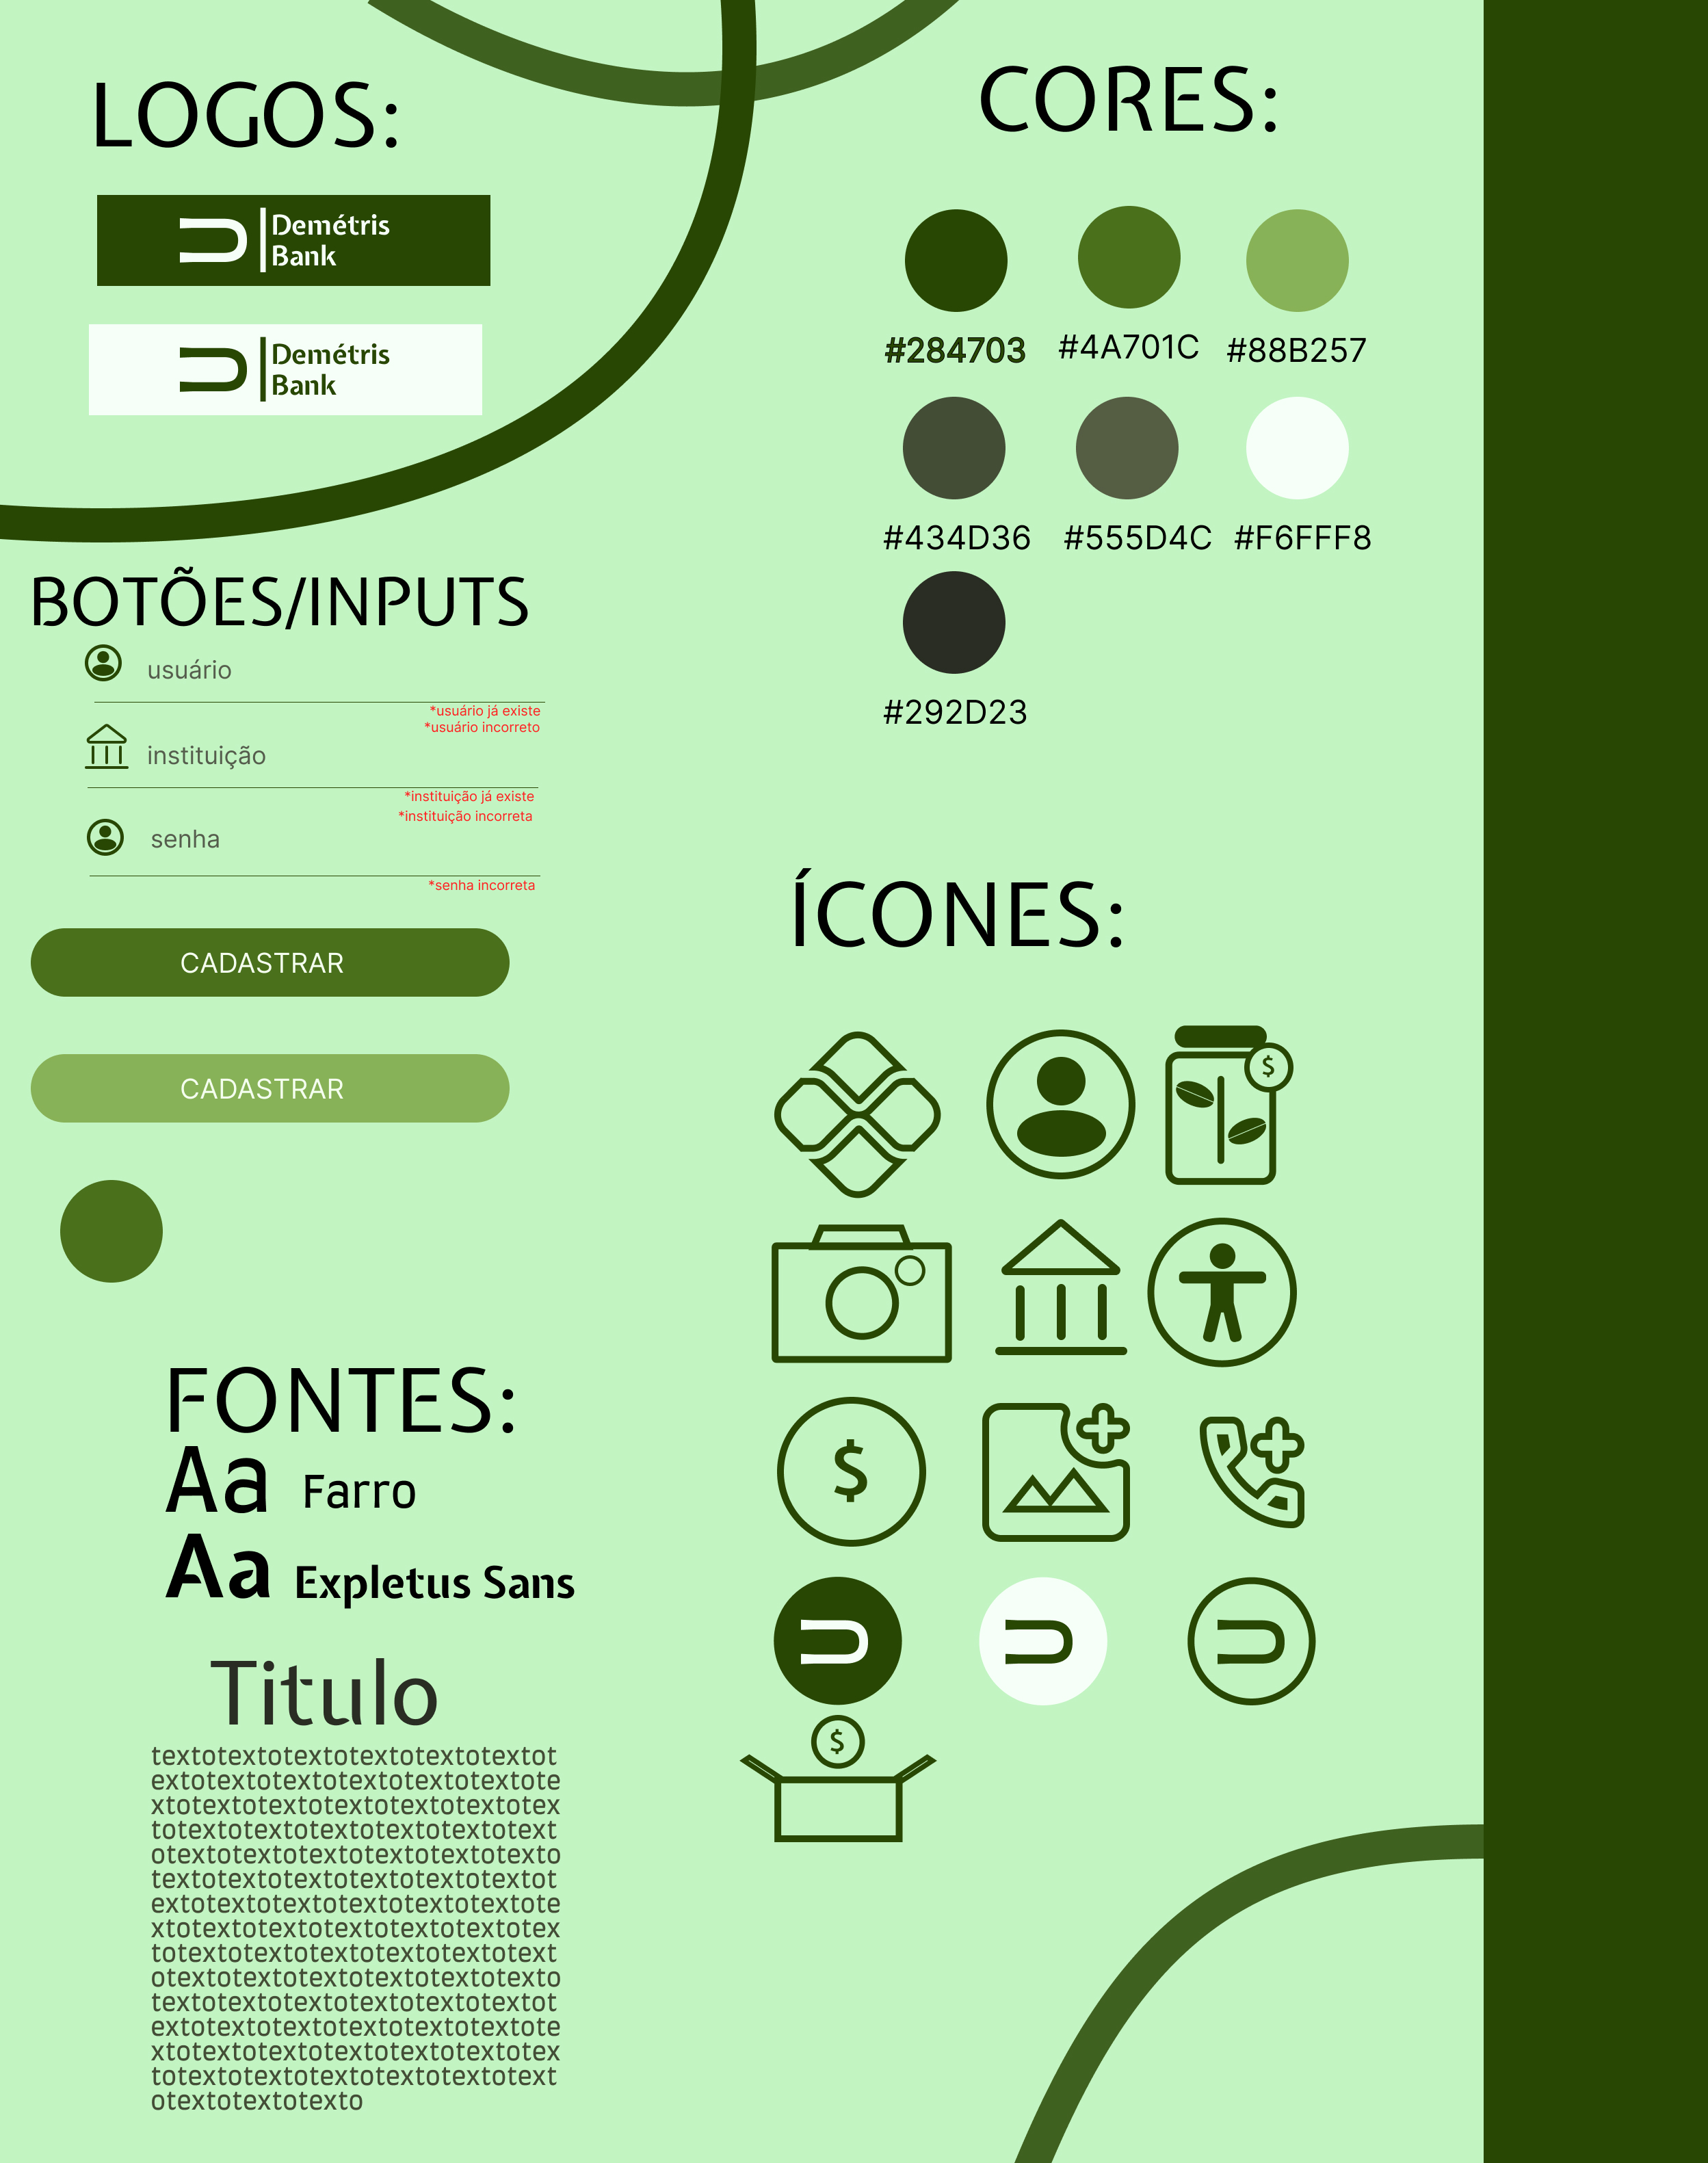 LOGOS:
Demétris
Bank
Demétris
Bank
CORES:
#284703
#4A701C
#88B257
#434D36
#555D4C
#F6FFF8
#292D23
BOTÕES/INPUTS
usuário
*usuário já existe
*usuário incorreto
instituição
*instituição já existe
*instituição incorreta
senha
*senha incorreta
CADASTRAR
CADASTRAR
ÍCONES:
$
$
$
FONTES:
Aa Farro
Aa Expletus Sans
Titulo
textotextotextotextotextotextot
extotextotextotextotextotextote
xtotextotextotextotextotextotex
totextotextotextotextotextotext
otextotextotextotextotextotexto
textotextotextotextotextotextot
extotextotextotextotextotextote
xtotextotextotextotextotextotex
totextotextotextotextotextotext
otextotextotextotextotextotexto
textotextotextotextotextotextot
extotextotextotextotextotextote
xtotextotextotextotextotextotex
totextotextotextotextotextotext
otextotextotexto